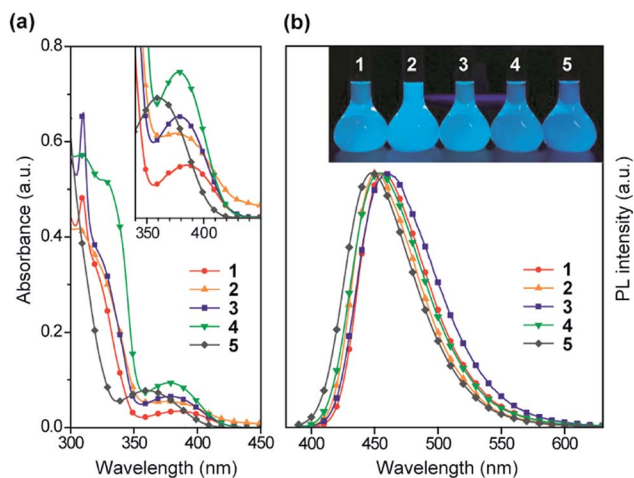 (a)
0.8
0.6
0.4
0.2
0.0
Absorbance (a.u.)
350 400
1
2
3
4
5
300 350 400 450
Wavelength (nm)
(b)
1 2 3 4 5
1
2
3
4
5
400 450 500 550 600
Wavelength (nm)
PL intensity (a.u.)